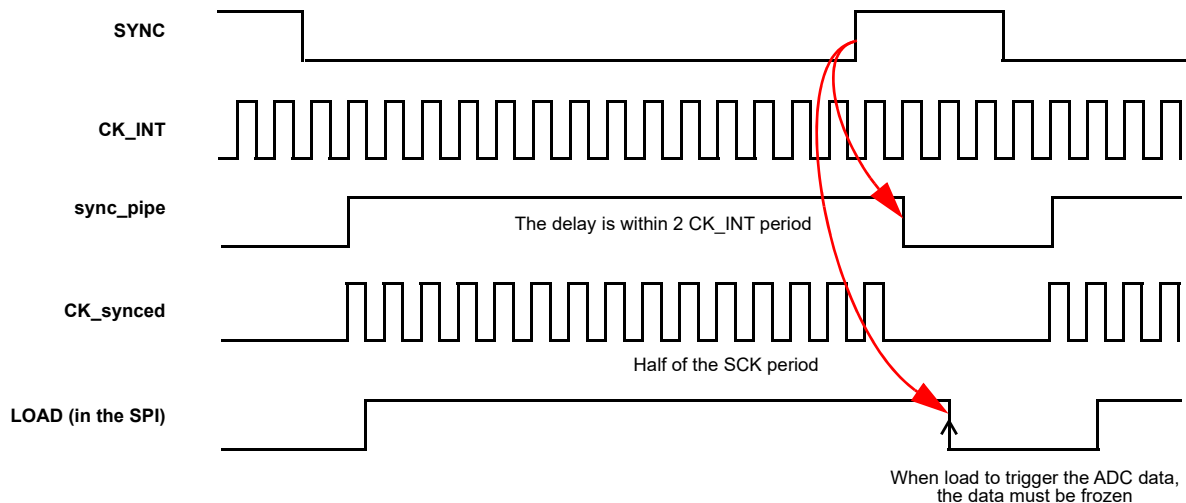 SYNC
CK_INT
sync_pipe
The delay is within 2 CK_INT period
CK_synced
Half of the SCK period
LOAD (in the SPI)
When load to trigger the ADC data,
the data must be frozen